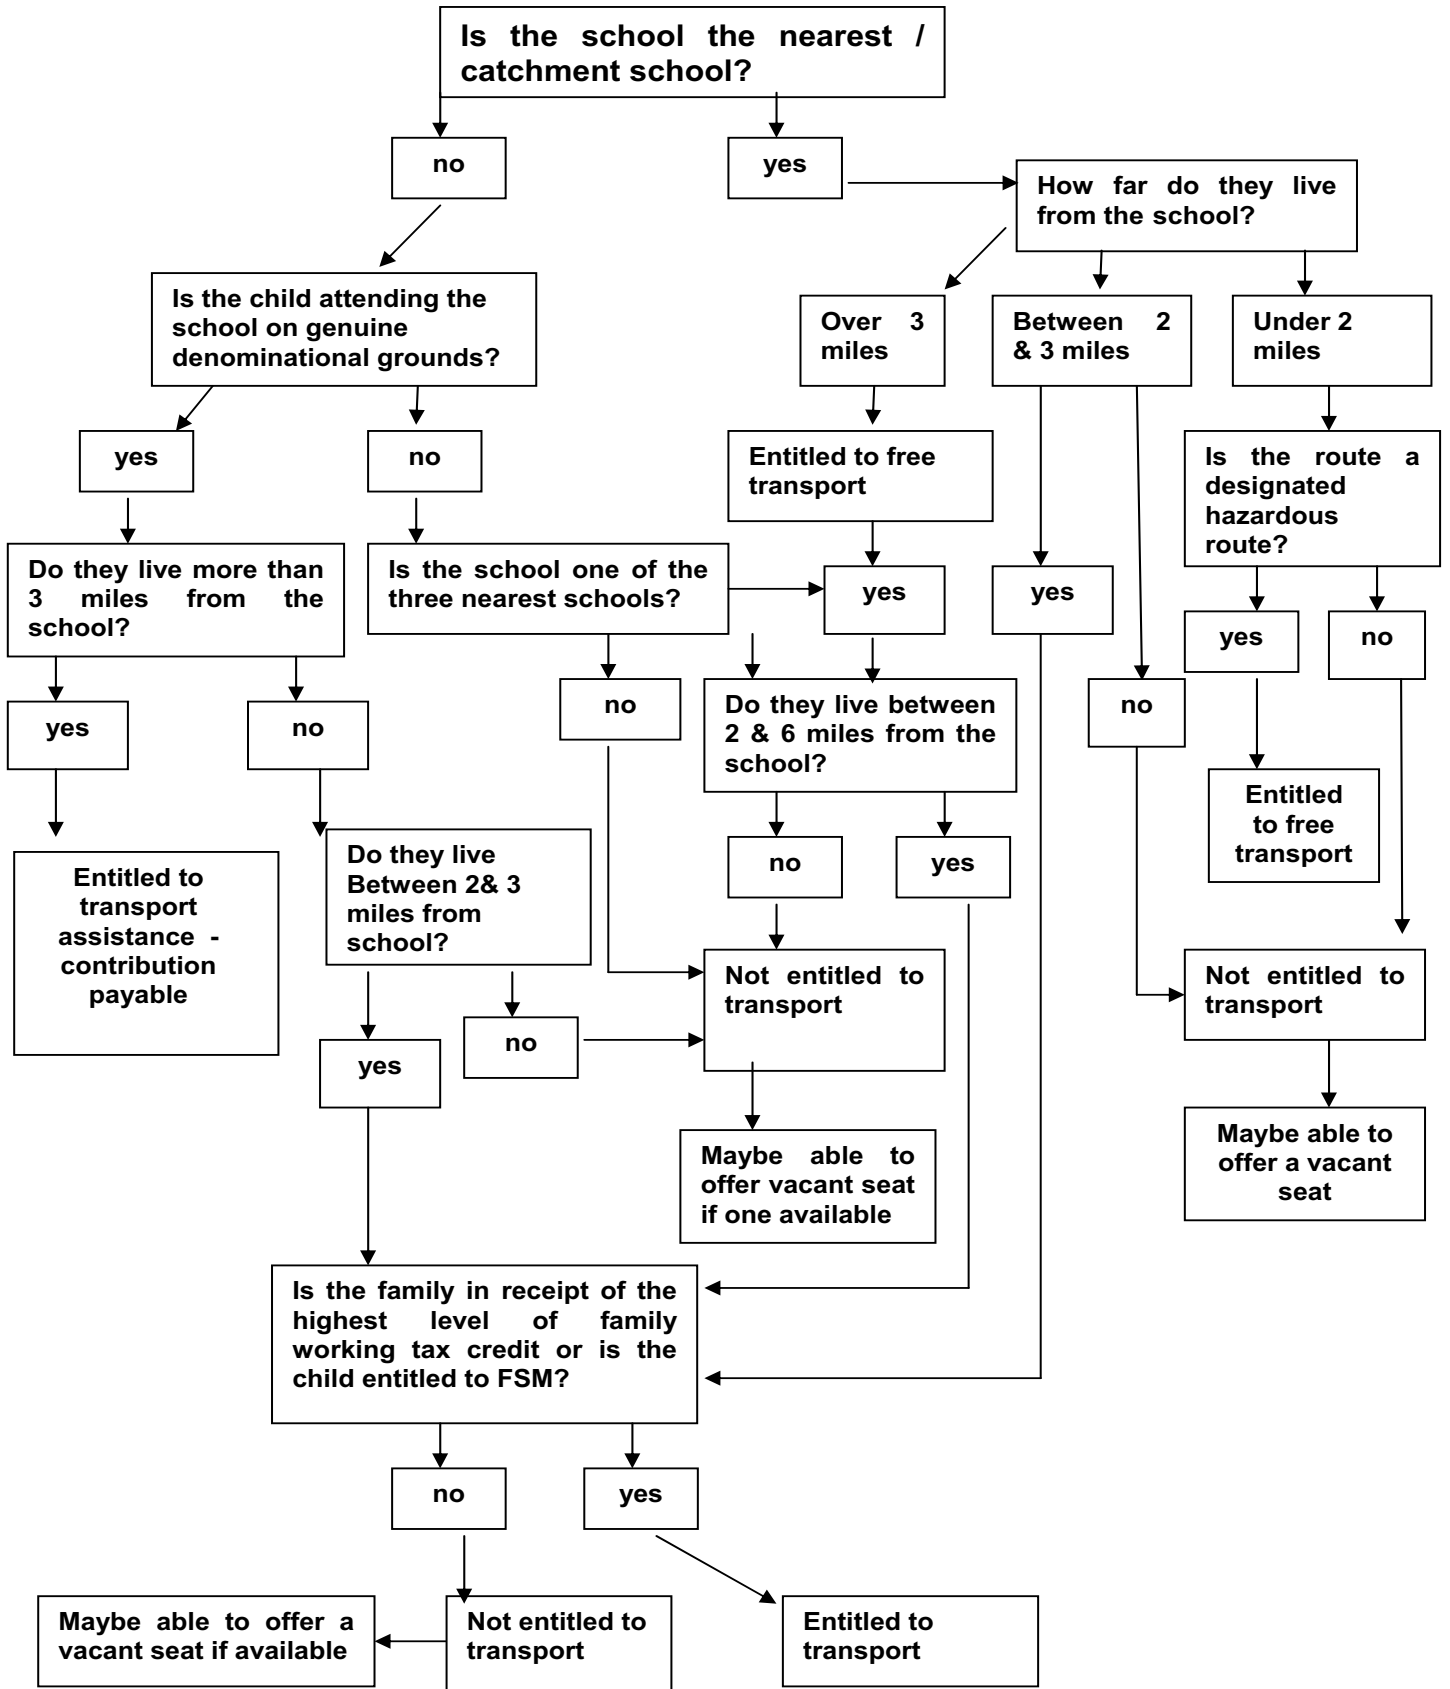 Is the school the nearest /
catchment school?
no
yes
How far do they live
from the school?
Is the child attending the
school on genuine
denominational grounds?
Over 3
miles
Between 2
& 3 miles
Under 2
miles
yes
no
Entitled to free
transport
Is the route a
designated
hazardous
route?
Do they live more than
3 miles from the
school?
Is the school one of the
three nearest schools?
yes
yes
yes
no
yes
no
no
Do they live between
2 & 6 miles from the
school?
no
Entitled
to free
transport
Entitled to
transport
assistance -
contribution
payable
Do they live
Between 2& 3
miles from
school?
no
yes
Not entitled to
transport
Not entitled to
transport
yes
no
Maybe able to
offer vacant seat
if one available
Maybe able to
offer a vacant
seat
Is the family in receipt of the
highest level of family
working tax credit or is the
child entitled to FSM?
no
yes
Maybe able to offer a
vacant seat if available
Not entitled to
transport
Entitled to
transport